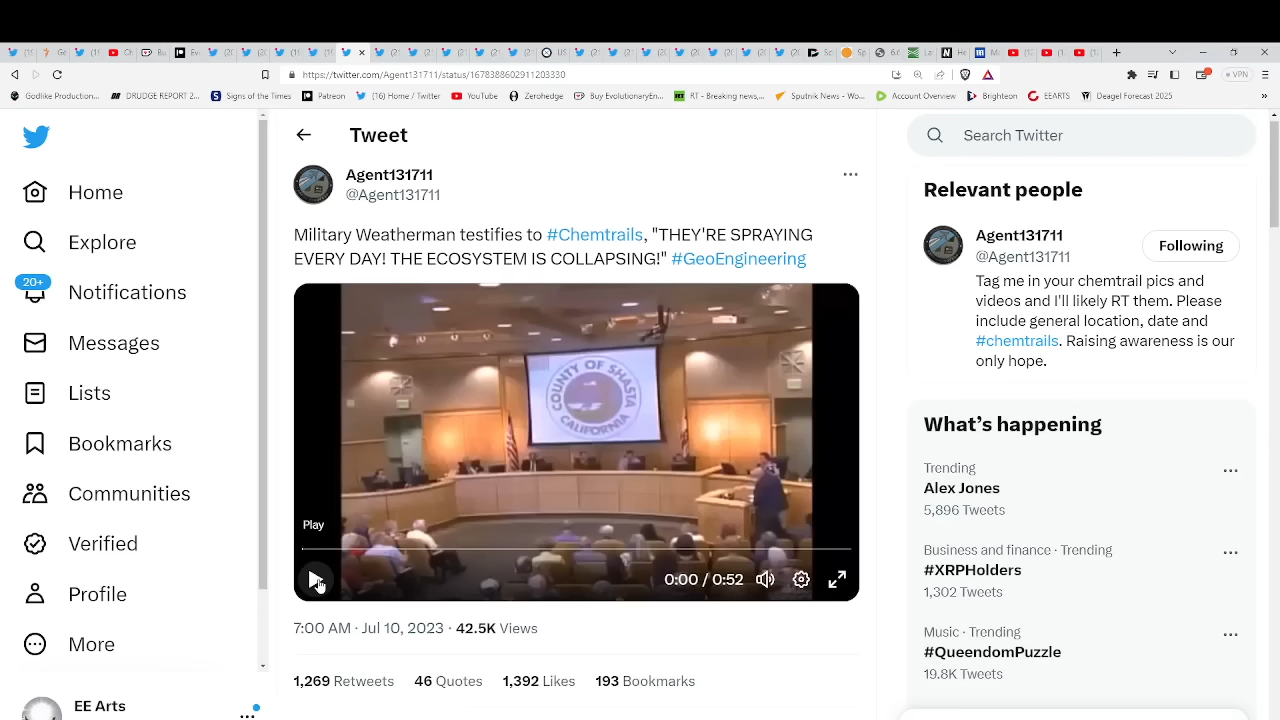 https://twitter.com/Agent131711/status/1678388602911203330
VPN
Godlike Production...
DRUDGE REPORT 2...
Signs of the Times
Patreon
(16) Home / Twitter
YouTube
Zerohedge
Buy EvolutionaryEn...
RT - Breaking news,...
Sputnik News - Wo...
Account Overview
Brighteon
EEARTS
Deagel Forecast 2025
»
Home
Explore
20+
Notifications
Messages
Lists
Bookmarks
Communities
Verified
Profile
More
EE Arts
Tweet
Agent131711
@Agent131711
Military Weatherman testifies to #Chemtrails, "THEY'RE SPRAYING
EVERY DAY! THE ECOSYSTEM IS COLLAPSING!" #GeoEngineering
COUNTY OF SHASTA
CALIFORNIA
Play
0:00 / 0:52
7:00 AM · Jul 10, 2023 · 42.5K Views
1,269 Retweets 46 Quotes 1,392 Likes 193 Bookmarks
Search Twitter
Relevant people
Agent131711
@Agent131711
Following
Tag me in your chemtrail pics and
videos and I'll likely RT them. Please
include general location, date and
#chemtrails. Raising awareness is our
only hope.
What's happening
Trending
Alex Jones
5,896 Tweets
Business and finance · Trending
#XRPHolders
1,302 Tweets
Music · Trending
#QueendomPuzzle
19.8K Tweets